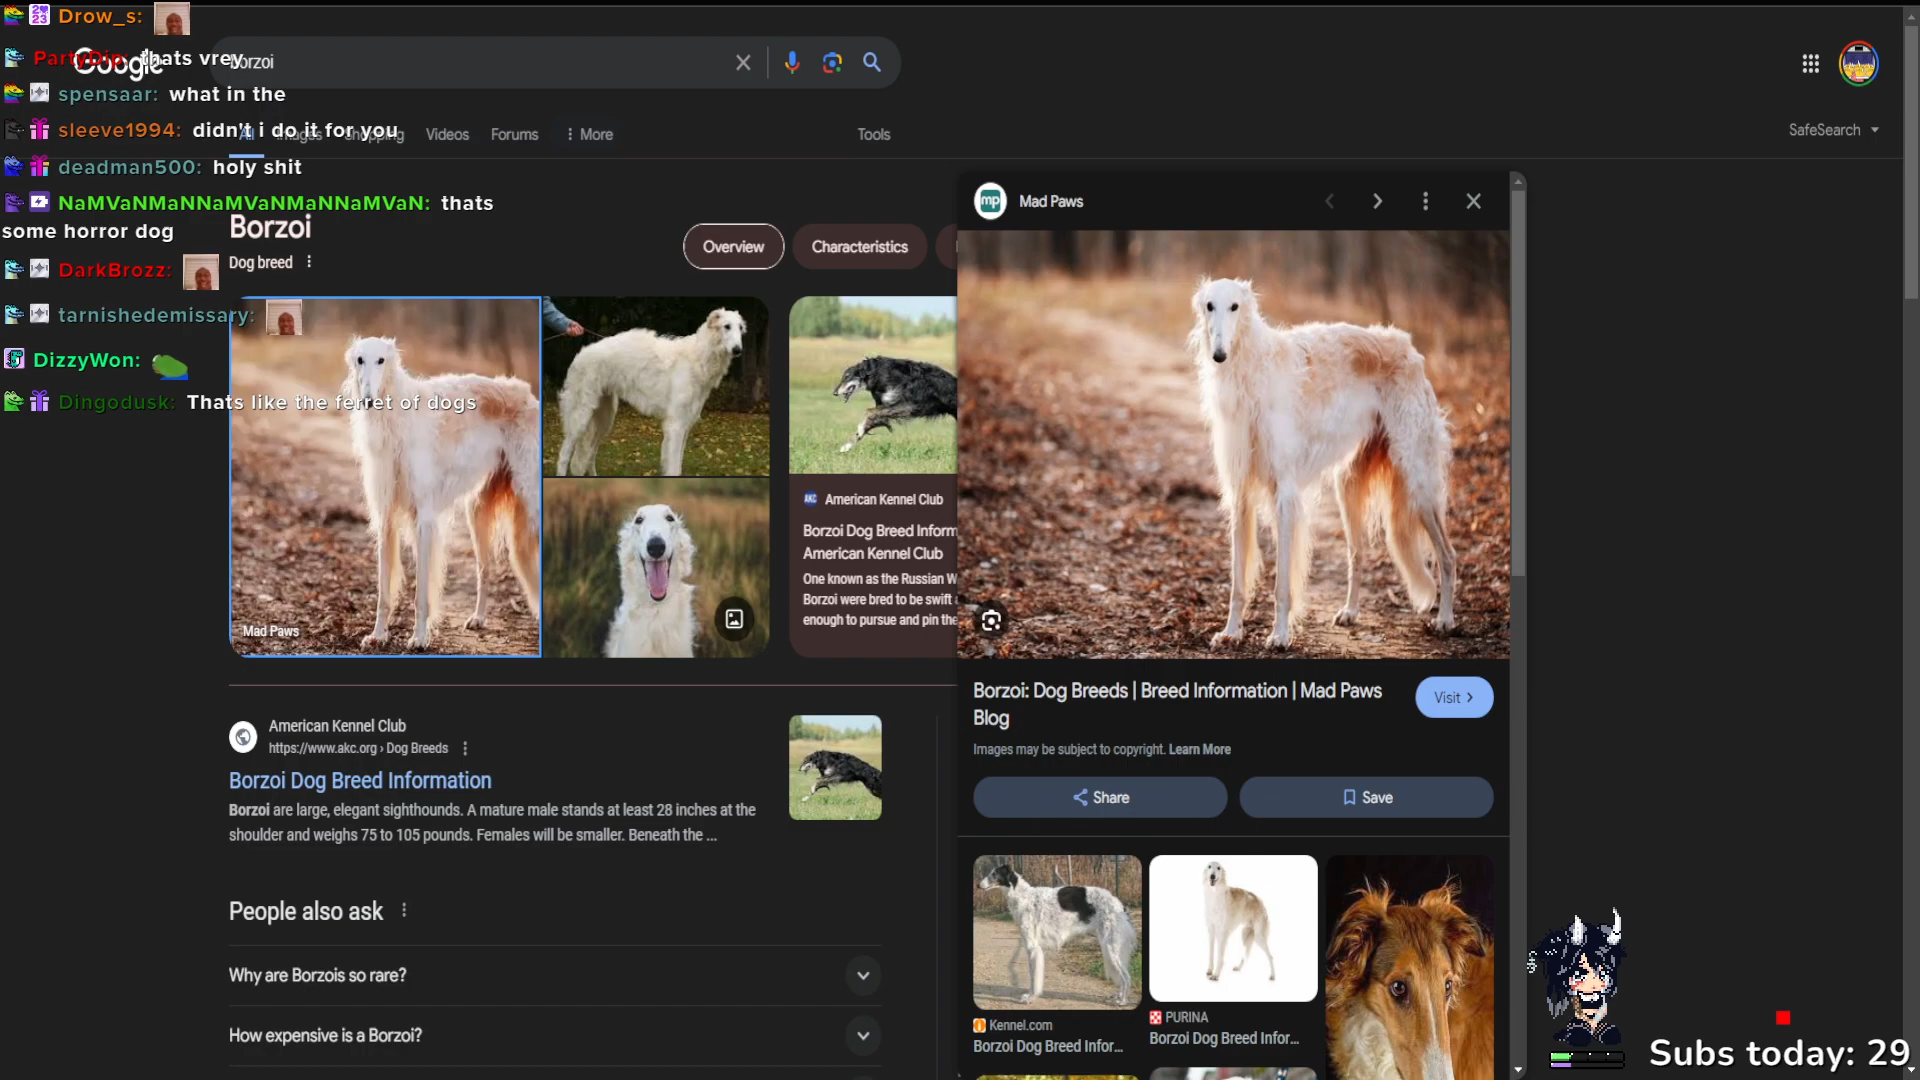 Drow_s:
PartyDip: thats vrey
spensaar: what in the
sleeve1994: didn't i do it for you
deadman500: holy shit
NaMVaNMaNNaMVaNMaNNaMVaN: thats
some horror dog
DarkBrozz:
tarnishedemissary:
DizzyWon:
Dingodusk: Thats like the ferret of dogs
Google
borzoi
All
Images
Shopping
Videos
Forums
More
Tools
SafeSearch
Borzoi
Dog breed
Overview
Characteristics
Mad Paws
American Kennel Club
Borzoi Dog Breed Inform
American Kennel Club
One known as the Russian W
Borzoi were bred to be swift
enough to pursue and pin the
American Kennel Club
https://www.akc.org › Dog Breeds
Borzoi Dog Breed Information
Borzoi are large, elegant sighthounds. A mature male stands at least 28 inches at the
shoulder and weighs 75 to 105 pounds. Females will be smaller. Beneath the ...
People also ask
Why are Borzois so rare?
How expensive is a Borzoi?
mp
Mad Paws
Borzoi: Dog Breeds | Breed Information | Mad Paws
Blog
Visit
Images may be subject to copyright. Learn More
Share
Save
Kennel.com
Borzoi Dog Breed Infor...
PURINA
Borzoi Dog Breed Infor...
Subs today: 29